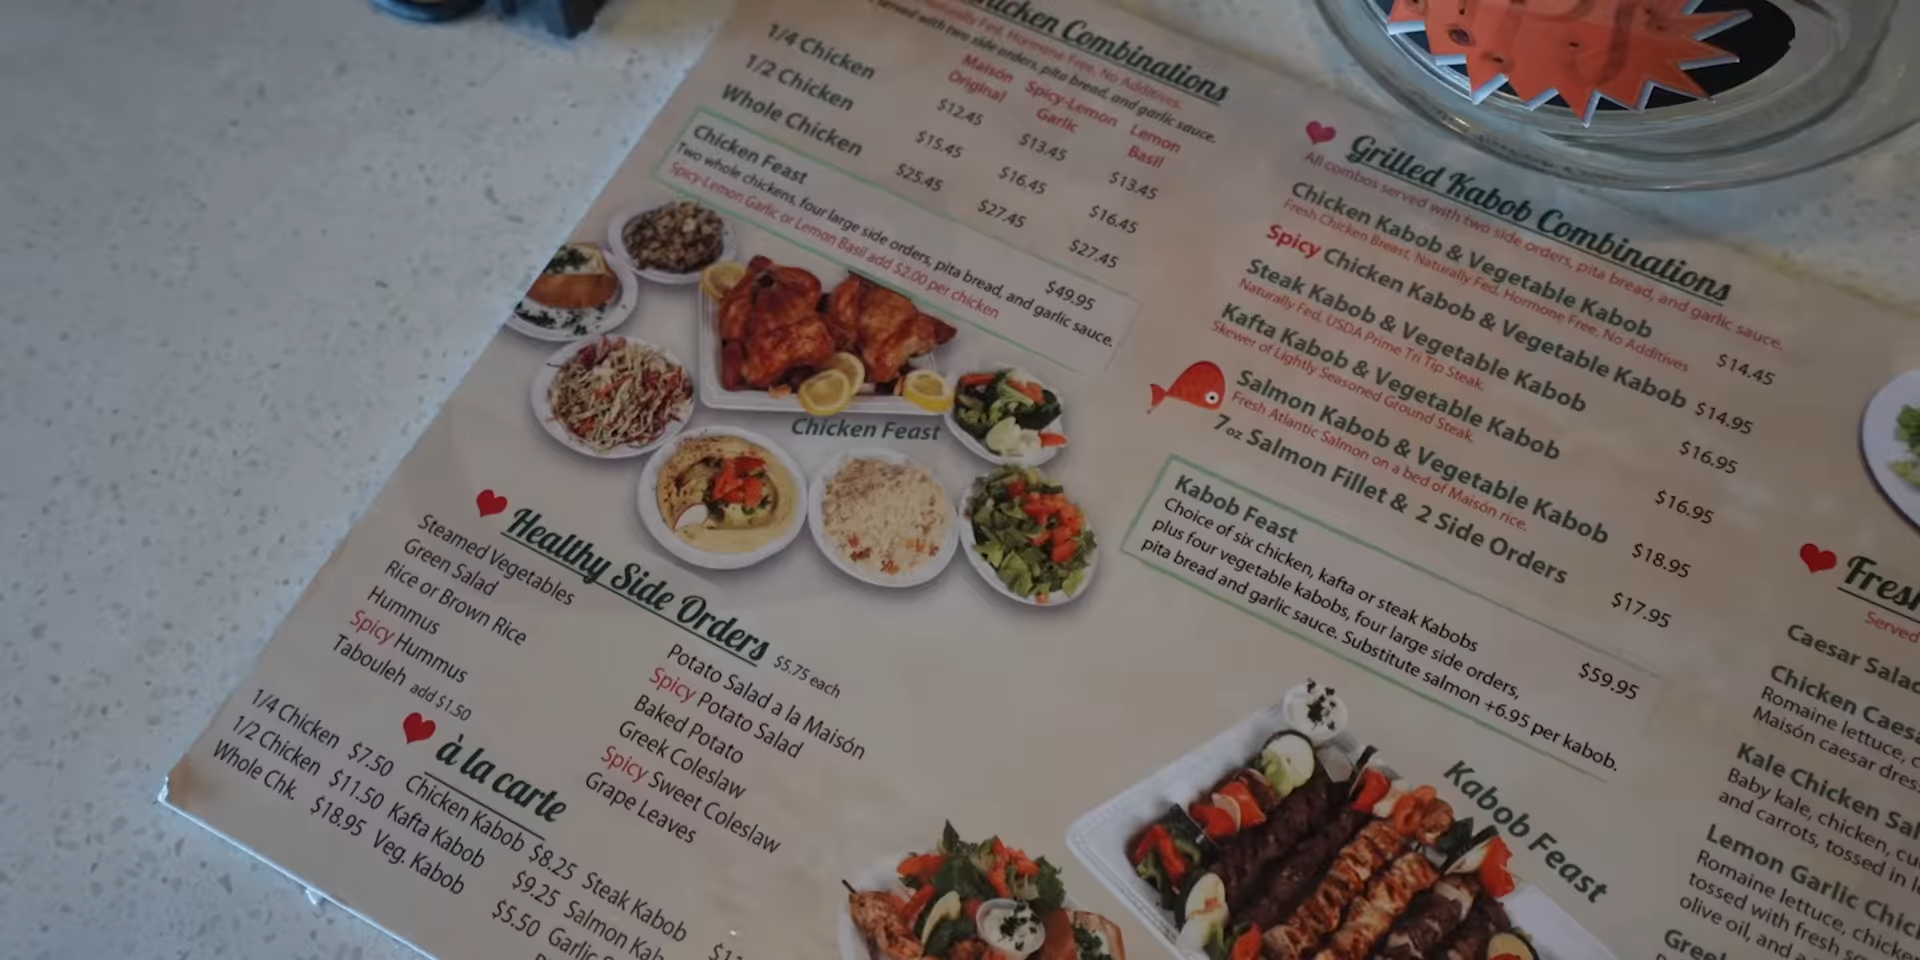 Chicken Combinations
Naturally Fed, Hormone Free, No Additives.
served with two side orders, pita bread, and garlic sauce.
Maison Original
Spicy-Lemon Garlic
Lemon Basil
1/4 Chicken $12.45 $13.45 $13.45
1/2 Chicken $15.45 $16.45 $16.45
Whole Chicken $25.45 $27.45 $27.45
Chicken Feast $49.95
Two whole chickens, four large side orders, pita bread, and garlic sauce.
Spicy-Lemon Garlic or Lemon Basil add $2.00 per chicken
Chicken Feast
Healthy Side Orders $5.75 each
Steamed Vegetables
Green Salad
Rice or Brown Rice
Hummus
Spicy Hummus
Tabouleh add $1.50
Potato Salad a la Maisón
Spicy Potato Salad
Baked Potato
Greek Coleslaw
Spicy Sweet Coleslaw
Grape Leaves
à la carte
1/4 Chicken $7.50 Chicken Kabob $8.25 Steak Kabob
1/2 Chicken $11.50 Kafta Kabob $9.25 Salmon Kab
Whole Chk. $18.95 Veg. Kabob $5.50 Garlic
Grilled Kabob Combinations
All combos served with two side orders, pita bread, and garlic sauce.
Chicken Kabob & Vegetable Kabob $14.45
Fresh Chicken Breast, Naturally Fed, Hormone Free, No Additives
Spicy Chicken Kabob & Vegetable Kabob $14.95
Steak Kabob & Vegetable Kabob $16.95
Naturally Fed, USDA Prime Tri Tip Steak.
Kafta Kabob & Vegetable Kabob $16.95
Skewer of Lightly Seasoned Ground Steak.
Salmon Kabob & Vegetable Kabob $18.95
Fresh Atlantic Salmon on a bed of Maisón rice.
7oz Salmon Fillet & 2 Side Orders $17.95
Kabob Feast
Choice of six chicken, kafta or steak Kabobs
plus four vegetable kabobs, four large side orders, $59.95
pita bread and garlic sauce. Substitute salmon +6.95 per kabob.
Kabob Feast
Fresh
Served
Caesar Salad
Chicken Caes
Romaine lettuce, c
Maisón caesar dres
Kale Chicken Sal
Baby kale, chicken, cu
and carrots, tossed in l
Lemon Garlic Chic
Romaine lettuce, chicke
tossed with fresh s
olive oil, and a
Gree